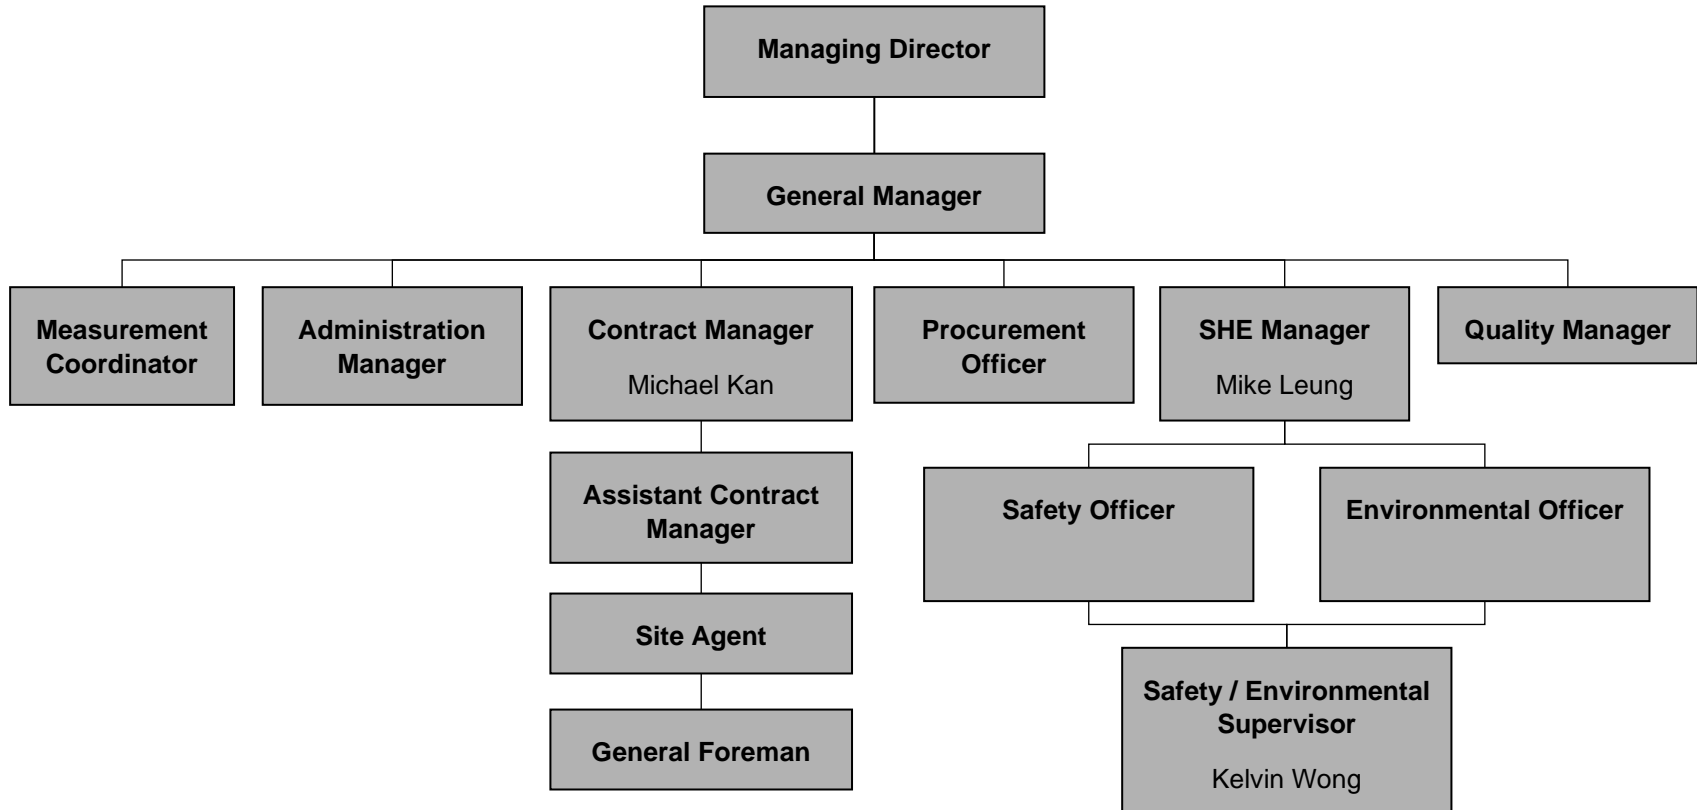 Managing Director
General Manager
Measurement
Coordinator
Administration
Manager
Contract Manager
Michael Kan
Procurement
Officer
SHE Manager
Mike Leung
Quality Manager
Assistant Contract
Manager
Site Agent
General Foreman
Safety Officer
Environmental Officer
Safety / Environmental
Supervisor
Kelvin Wong